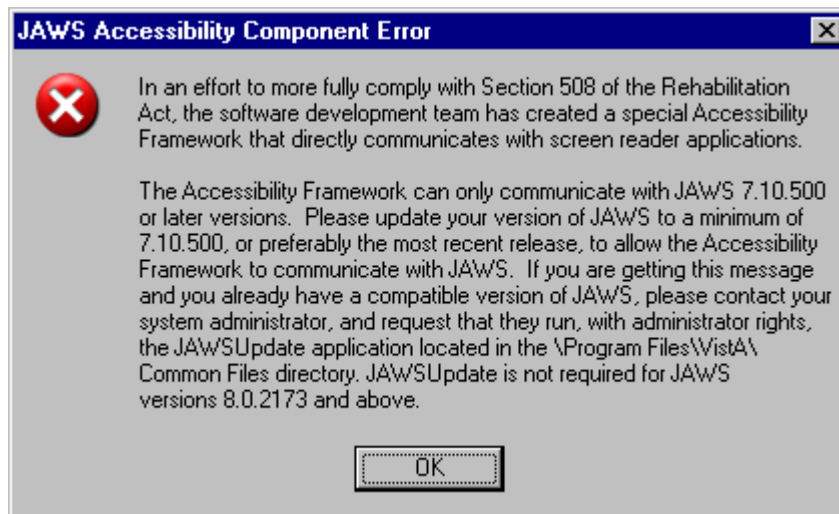 JAWS Accessibility Component Error
In an effort to more fully comply with Section 508 of the Rehabilitation
Act, the software development team has created a special Accessibility
Framework that directly communicates with screen reader applications.
The Accessibility Framework can only communicate with JAWS 7.10.500
or later versions.  Please update your version of JAWS to a minimum of
7.10.500, or preferably the most recent release, to allow the Accessibility
Framework to communicate with JAWS.  If you are getting this message
and you already have a compatible version of JAWS, please contact your
system administrator, and request that they run, with administrator rights,
the JAWSUpdate application located in the \Program Files\VistA\
Common Files directory. JAWSUpdate is not required for JAWS
versions 8.0.2173 and above.
OK